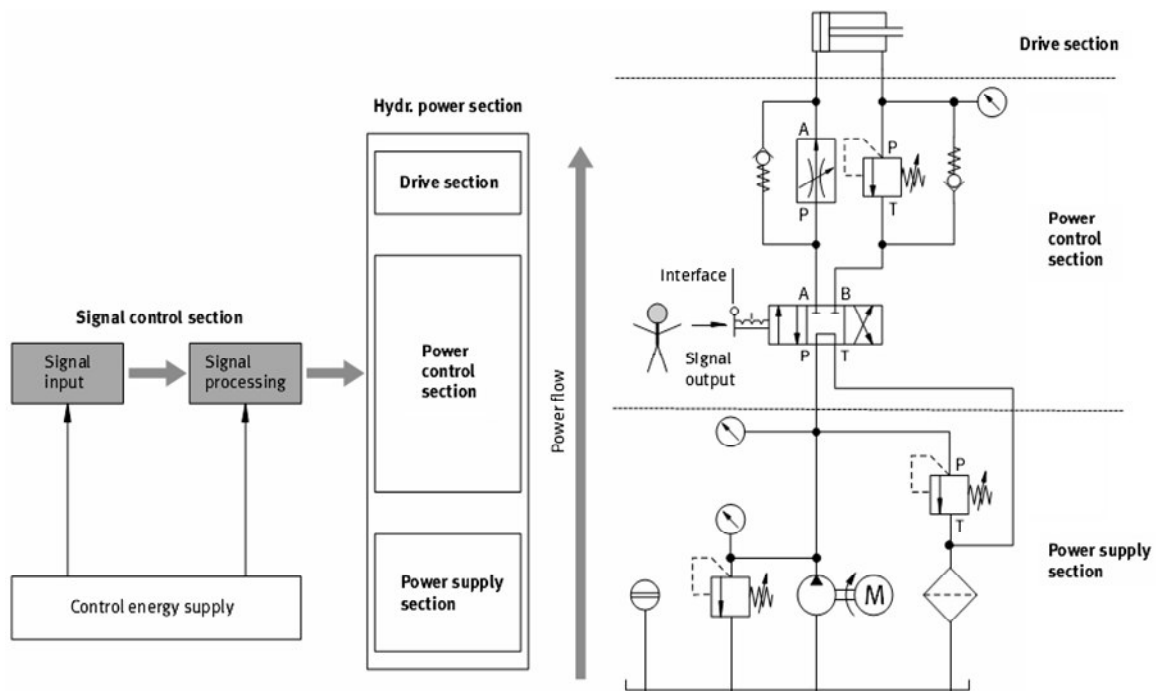 Drive section
Hydr. power section
Drive section
A
P
P
T
Power
control
section
Signal control section
Signal
input
Signal
processing
Power
control
section
Power flow
Interface
A
B
P
T
Signal
output
P
T
Control energy supply
Power supply
section
M
Power supply
section